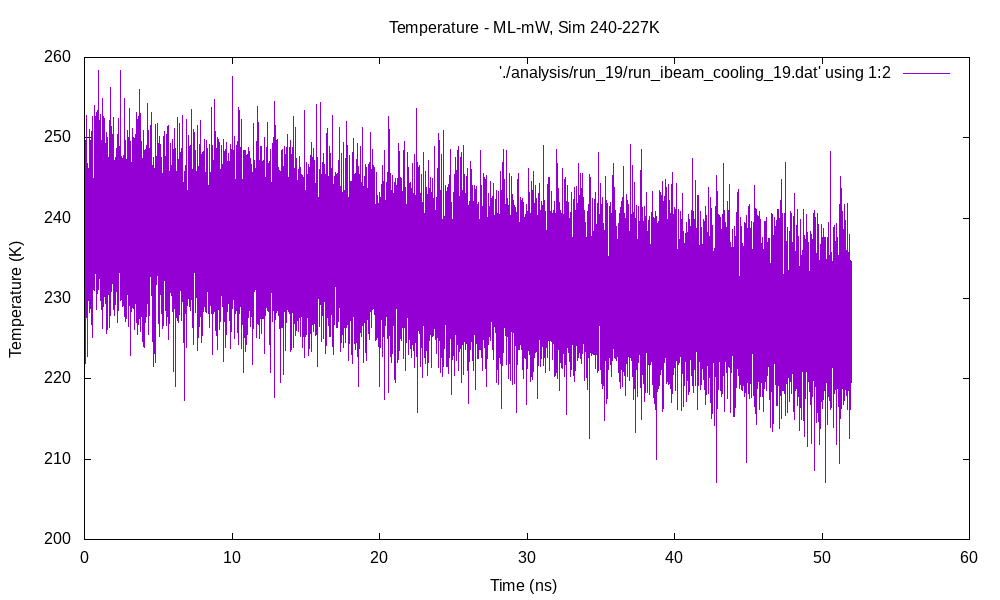 Temperature - ML-mW, Sim 240-227K
'./analysis/run_19/run_ibeam_cooling_19.dat' using 1:2
260
250
240
230
220
210
200
Temperature (K)
0 10 20 30 40 50 60
Time (ns)